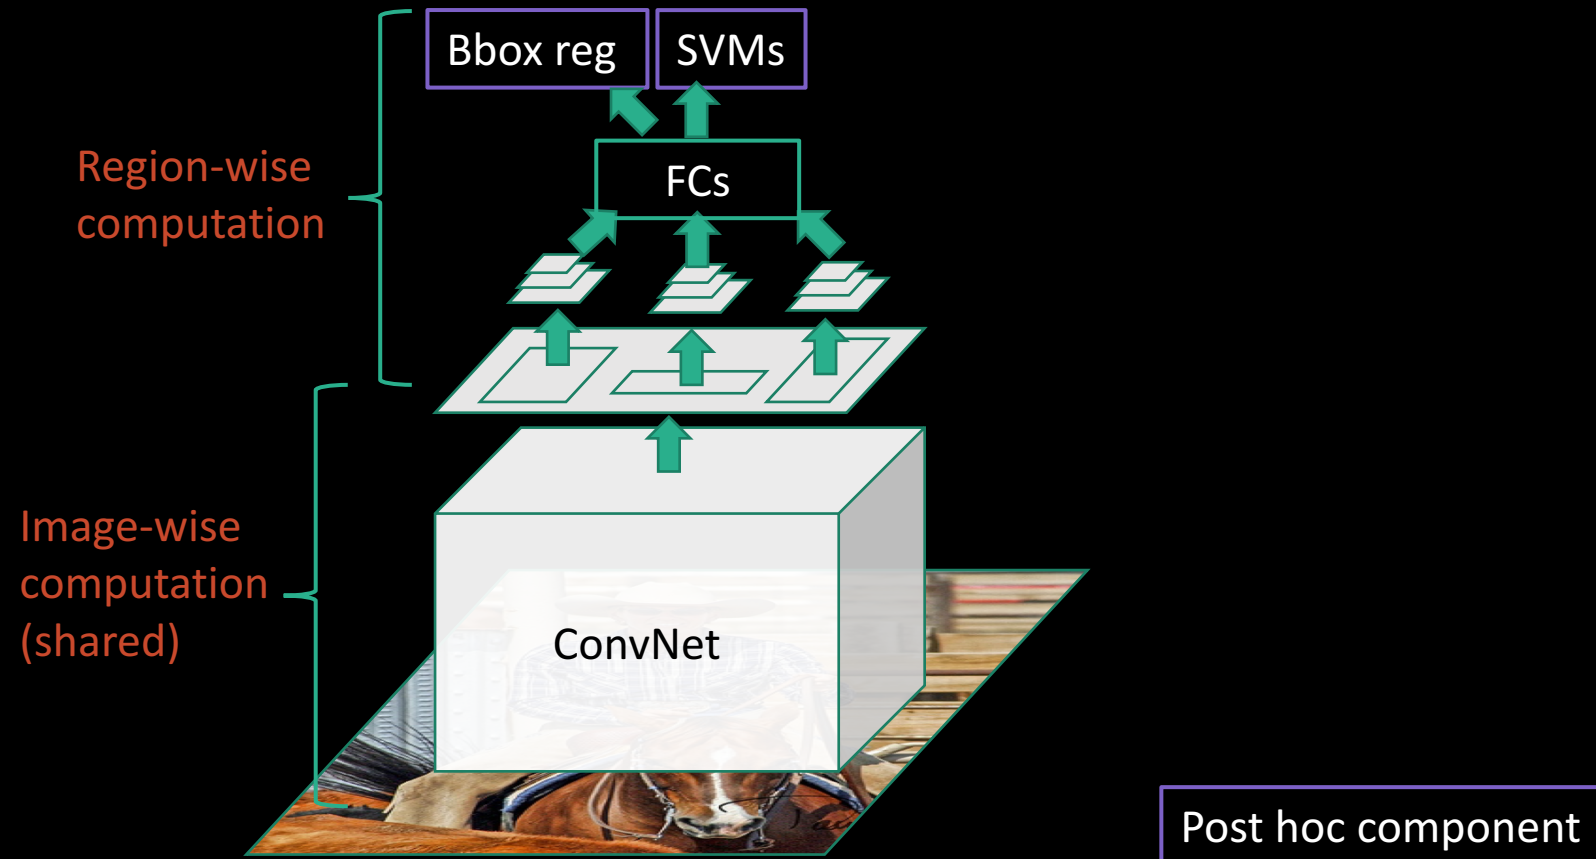 Bbox reg
SVMs
Region-wise
computation
FCs
Image-wise
computation
(shared)
ConvNet
Post hoc component